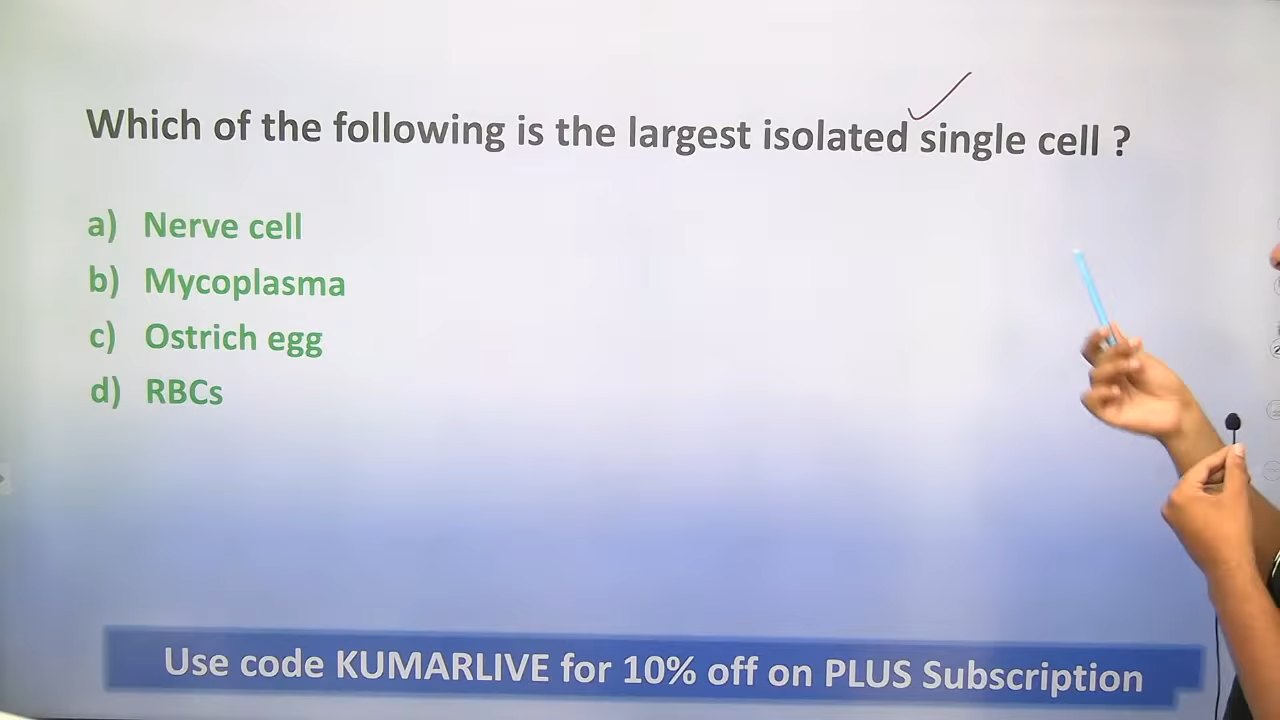 Which of the following is the largest isolated single cell ?
a) Nerve cell
b) Mycoplasma
c) Ostrich egg
d) RBCs
Use code KUMARLIVE for 10% off on PLUS Subscription